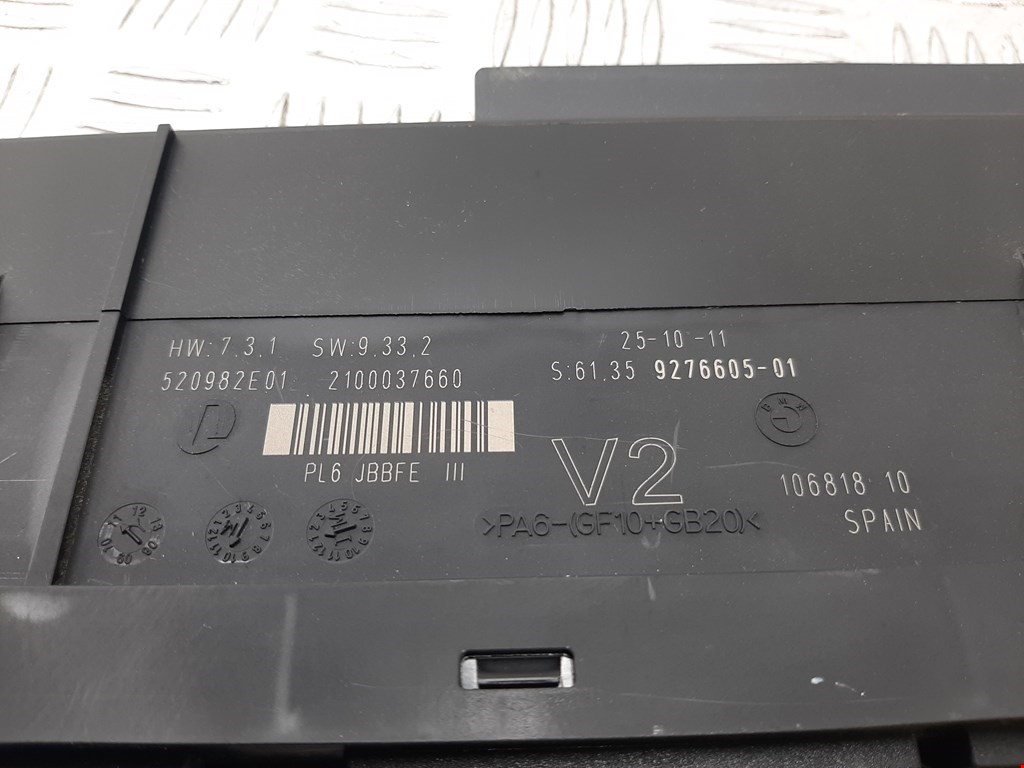 HW:7.3.1 SW:9.33.2
25-10-11
520982E01 2100037660
S:61.35 9276605-01
BMW
PL6 JBBFE III
V2
106818 10
>PA6-(GF10+GB20)<
SPAIN